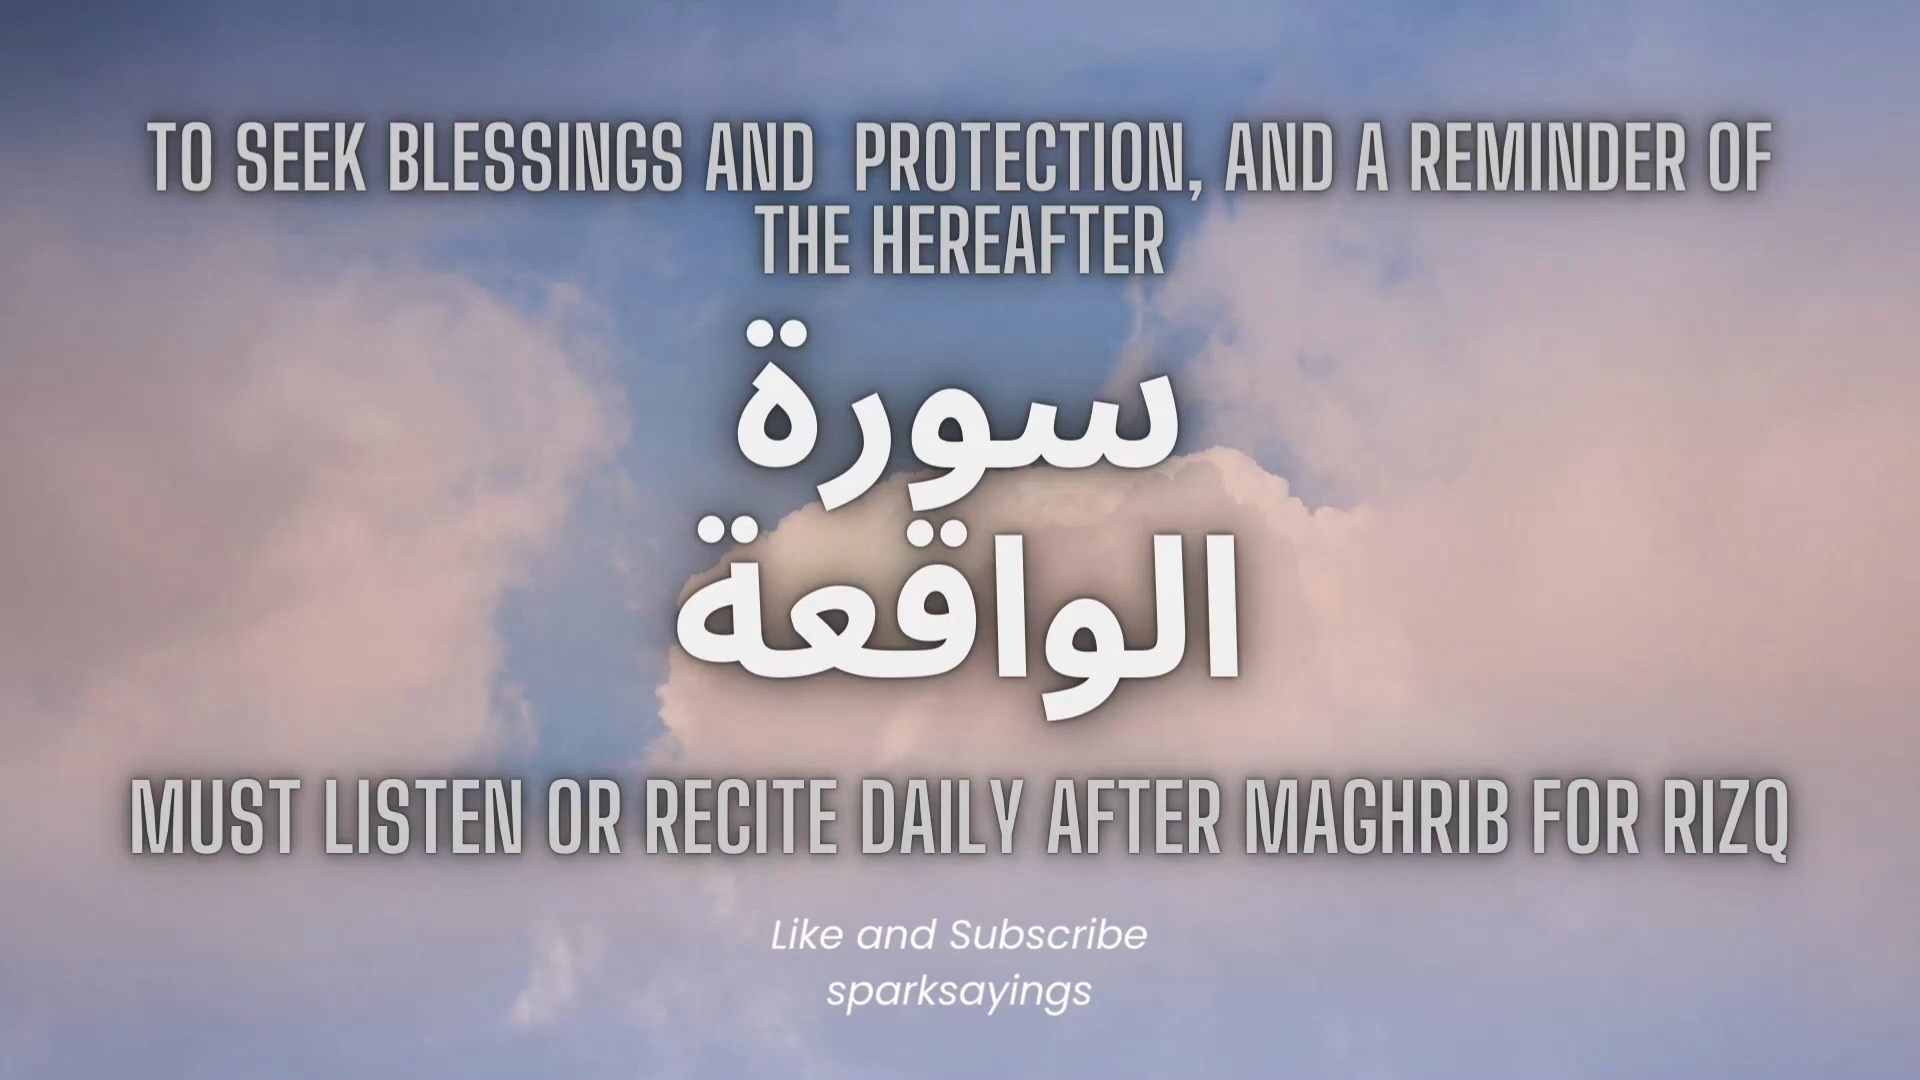 TO SEEK BLESSINGS AND PROTECTION, AND A REMINDER OF
THE HEREAFTER
سورة
الواقعة
MUST LISTEN OR RECITE DAILY AFTER MAGHRIB FOR RIZQ
Like and Subscribe
sparksayings